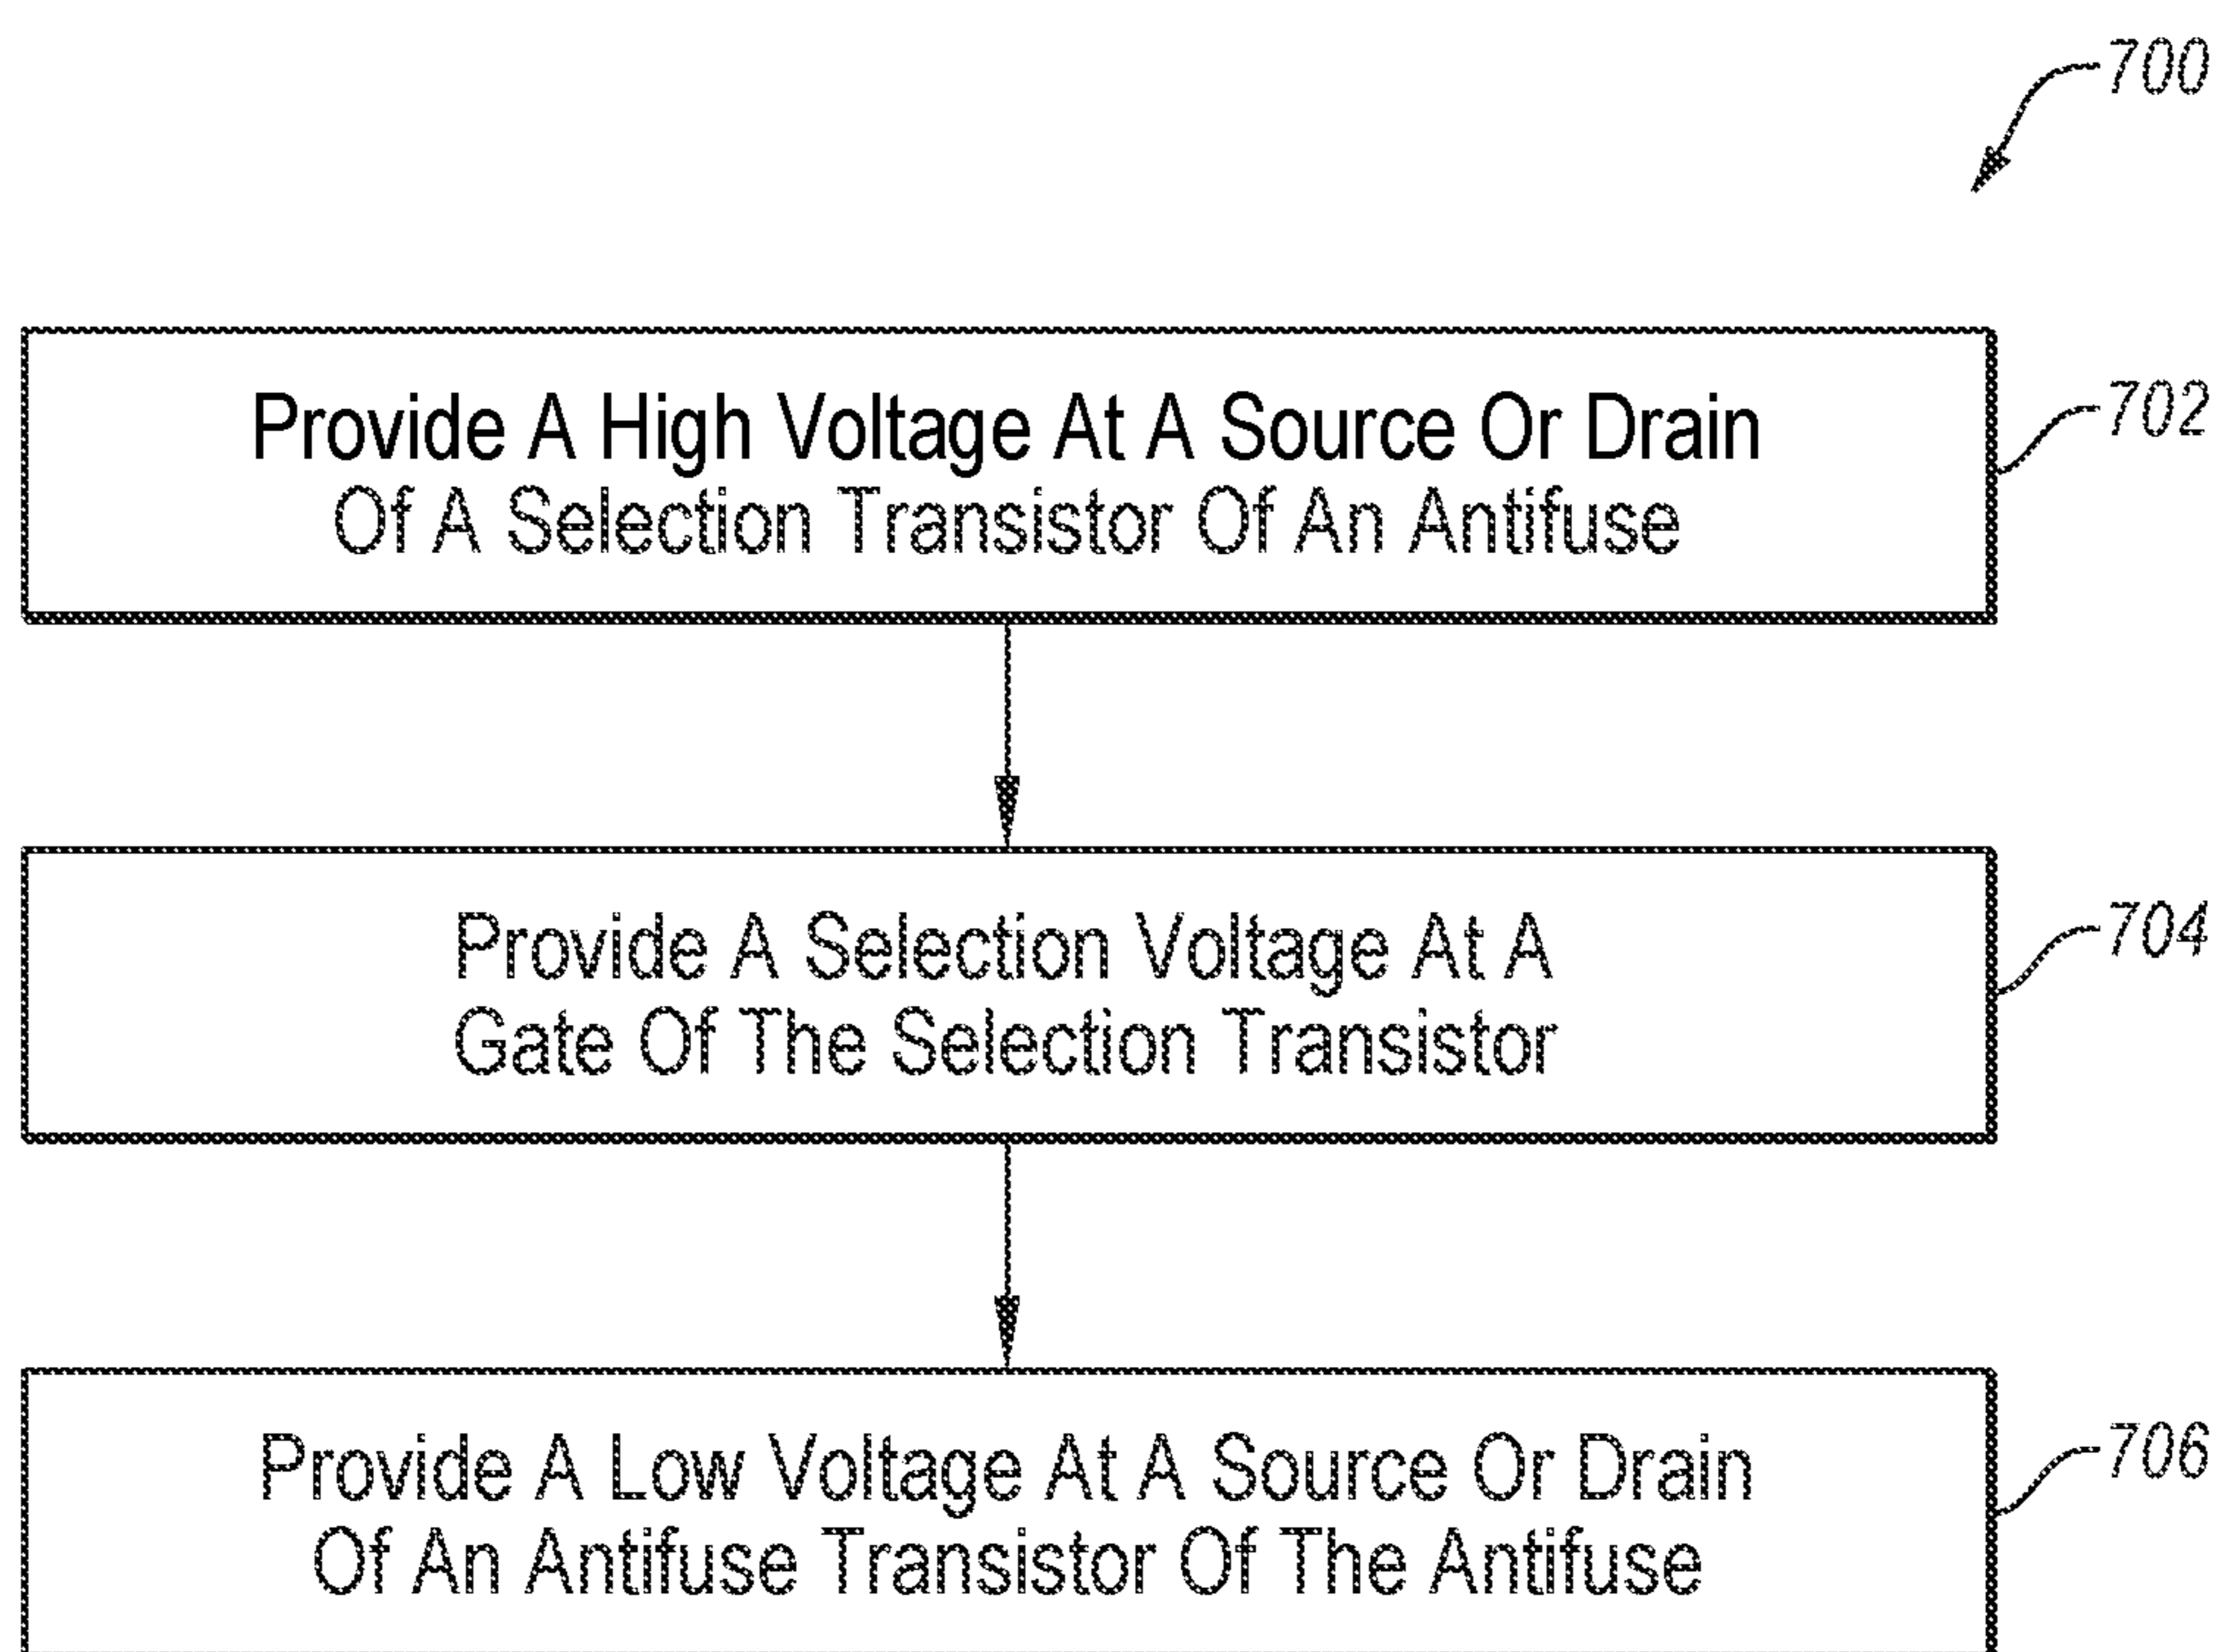 700
Provide A High Voltage At A Source Or Drain
Of A Selection Transistor Of An Antifuse
702
Provide A Selection Voltage At A
Gate Of The Selection Transistor
704
Provide A Low Voltage At A Source Or Drain
Of An Antifuse Transistor Of The Antifuse
706